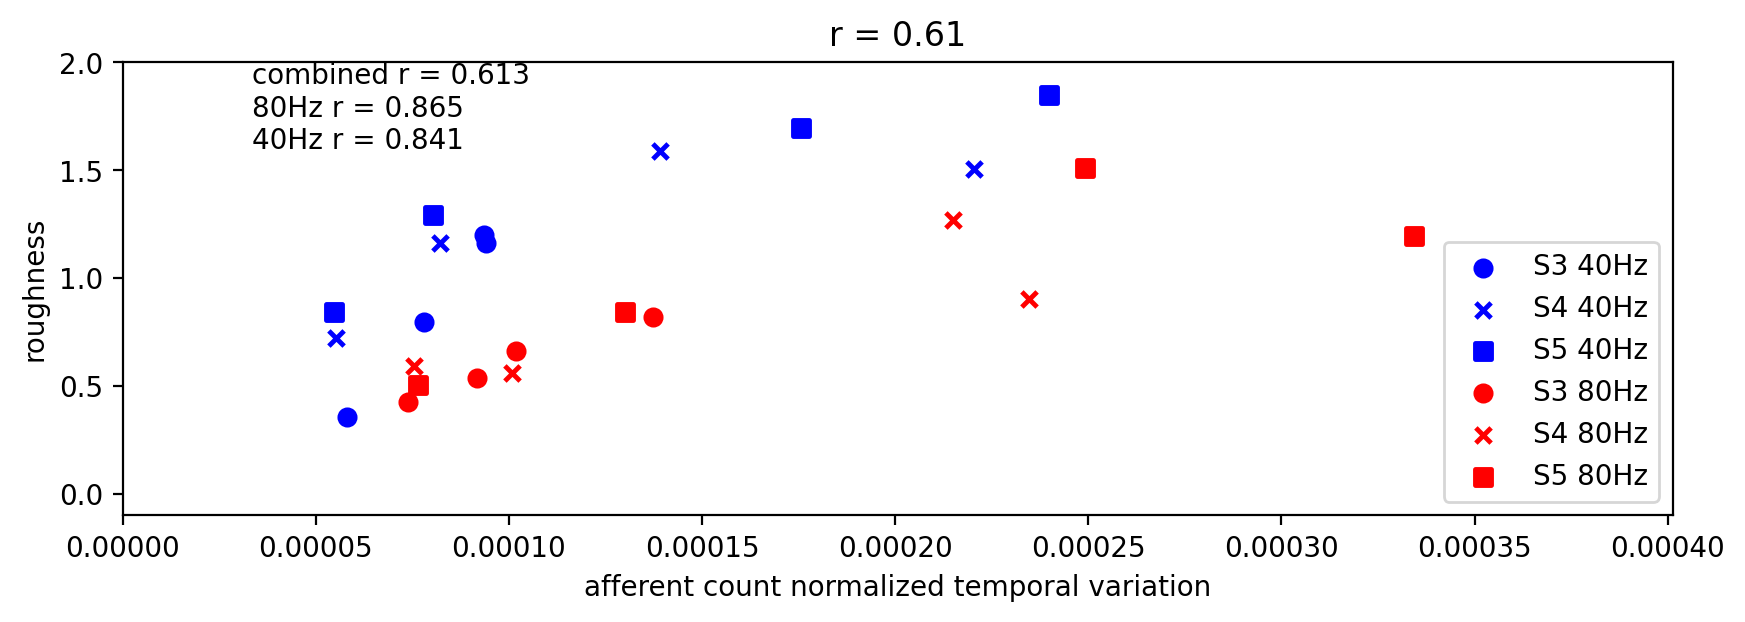 r = 0.61
combined r = 0.613
80Hz r = 0.865
40Hz r = 0.841
2.0
1.5
1.0
0.5
0.0
roughness
S3 40Hz
S4 40Hz
S5 40Hz
S3 80Hz
S4 80Hz
S5 80Hz
0.00000 0.00005 0.00010 0.00015 0.00020 0.00025 0.00030 0.00035 0.00040
afferent count normalized temporal variation